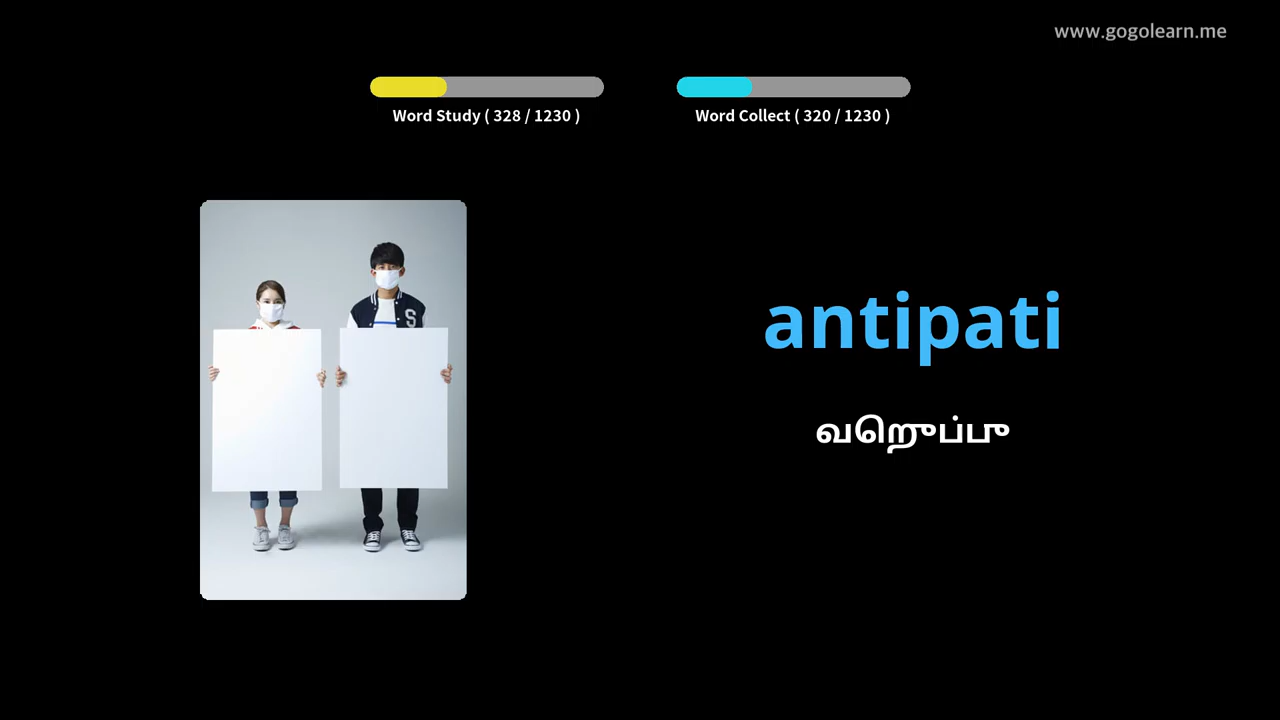 www.gogolearn.me
Word Study ( 328 / 1230 )
Word Collect ( 320 / 1230 )
S
antipati
வெறுப்பு